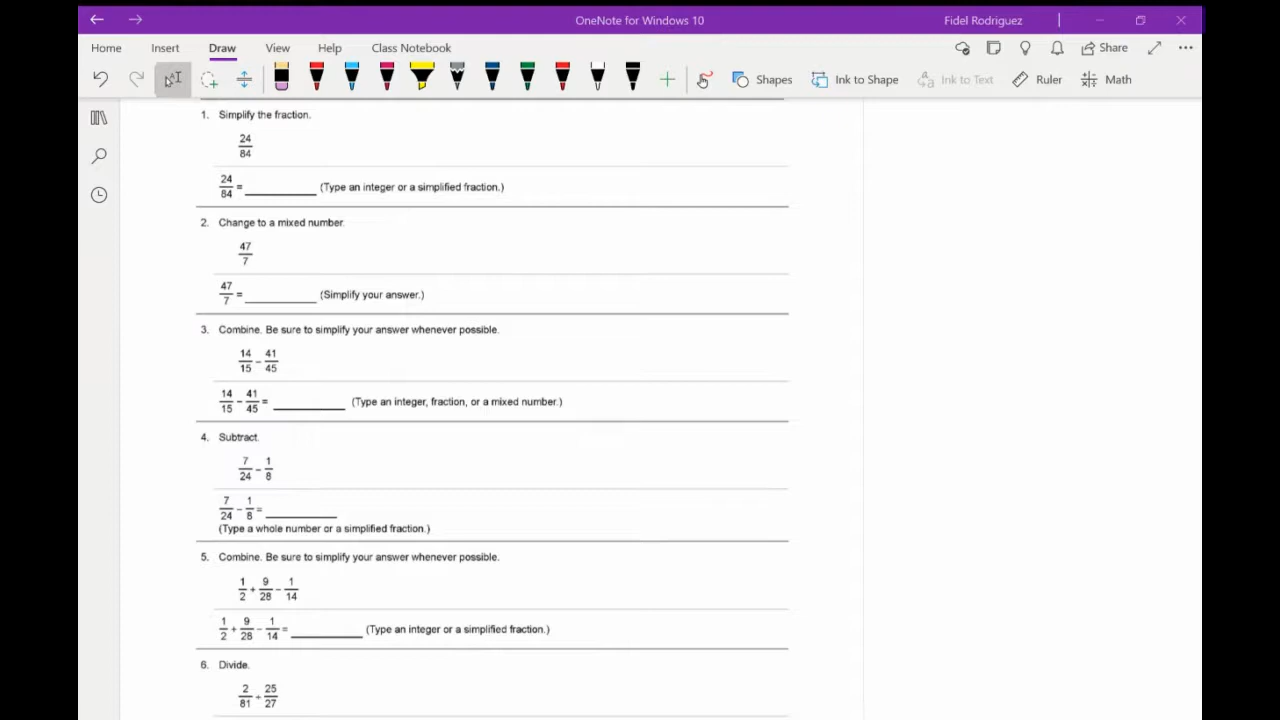 OneNote for Windows 10
Fidel Rodriguez
Home Insert Draw View Help Class Notebook
Share
Shapes Ink to Shape Ink to Text Ruler Math
1. Simplify the fraction.
24/84
24/84 = ________ (Type an integer or a simplified fraction.)
2. Change to a mixed number.
47/7
47/7 = ________ (Simplify your answer.)
3. Combine. Be sure to simplify your answer whenever possible.
14/15 − 41/45
14/15 − 41/45 = ________ (Type an integer, fraction, or a mixed number.)
4. Subtract.
7/24 − 1/8
7/24 − 1/8 = ________
(Type a whole number or a simplified fraction.)
5. Combine. Be sure to simplify your answer whenever possible.
1/2 + 9/28 − 1/14
1/2 + 9/28 − 1/14 = ________ (Type an integer or a simplified fraction.)
6. Divide.
2/81 ÷ 25/27